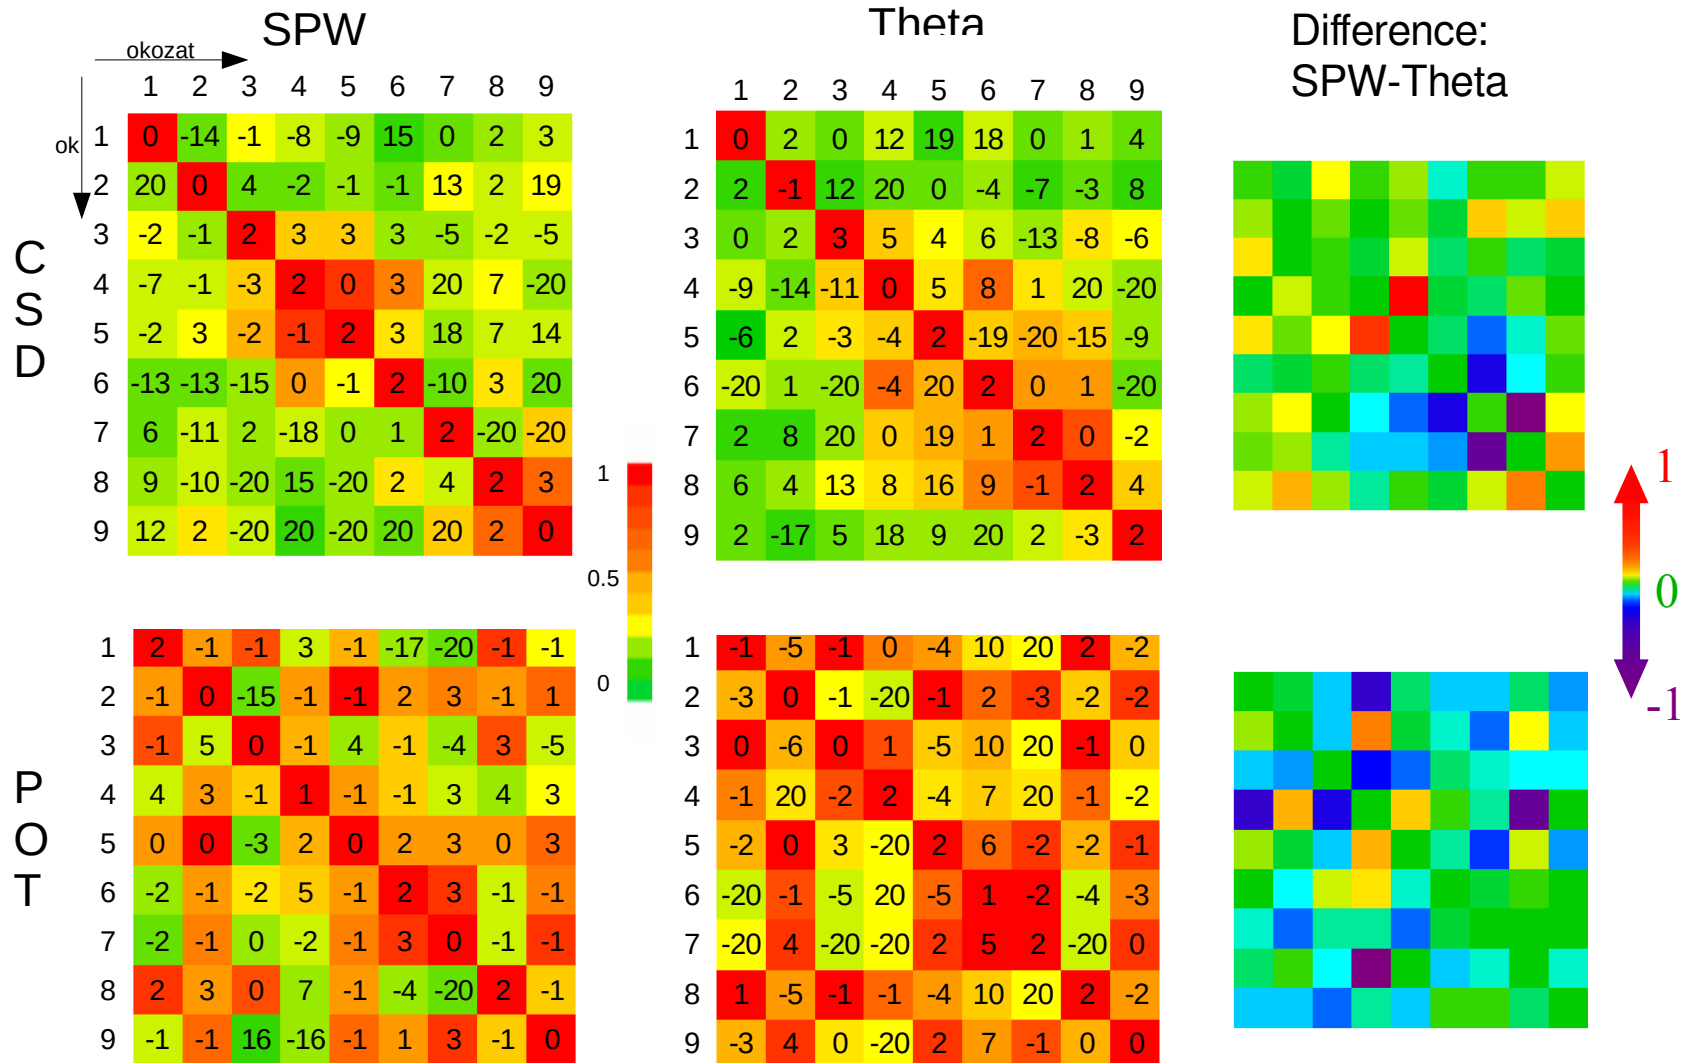 SPW
Theta
Difference:
SPW-Theta
okozat
ok
1 2 3 4 5 6 7 8 9
1 2 3 4 5 6 7 8 9
CSD
1 0 -14 -1 -8 -9 15 0 2 3
2 20 0 4 -2 -1 -1 13 2 19
3 -2 -1 2 3 3 3 -5 -2 -5
4 -7 -1 -3 2 0 3 20 7 -20
5 -2 3 -2 -1 2 3 18 7 14
6 -13 -13 -15 0 -1 2 -10 3 20
7 6 -11 2 -18 0 1 2 -20 -20
8 9 -10 -20 15 -20 2 4 2 3
9 12 2 -20 20 -20 20 20 2 0
1 0 2 0 12 19 18 0 1 4
2 2 -1 12 20 0 -4 -7 -3 8
3 0 2 3 5 4 6 -13 -8 -6
4 -9 -14 -11 0 5 8 1 20 -20
5 -6 2 -3 -4 2 -19 -20 -15 -9
6 -20 1 -20 -4 20 2 0 1 -20
7 2 8 20 0 19 1 2 0 -2
8 6 4 13 8 16 9 -1 2 4
9 2 -17 5 18 9 20 2 -3 2
1
0.5
0
1
0
-1
POT
1 2 -1 -1 3 -1 -17 -20 -1 -1
2 -1 0 -15 -1 -1 2 3 -1 1
3 -1 5 0 -1 4 -1 -4 3 -5
4 4 3 -1 1 -1 -1 3 4 3
5 0 0 -3 2 0 2 3 0 3
6 -2 -1 -2 5 -1 2 3 -1 -1
7 -2 -1 0 -2 -1 3 0 -1 -1
8 2 3 0 7 -1 -4 -20 2 -1
9 -1 -1 16 -16 -1 1 3 -1 0
1 -1 -5 -1 0 -4 10 20 2 -2
2 -3 0 -1 -20 -1 2 -3 -2 -2
3 0 -6 0 1 -5 10 20 -1 0
4 -1 20 -2 2 -4 7 20 -1 -2
5 -2 0 3 -20 2 6 -2 -2 -1
6 -20 -1 -5 20 -5 1 -2 -4 -3
7 -20 4 -20 -20 2 5 2 -20 0
8 1 -5 -1 -1 -4 10 20 2 -2
9 -3 4 0 -20 2 7 -1 0 0